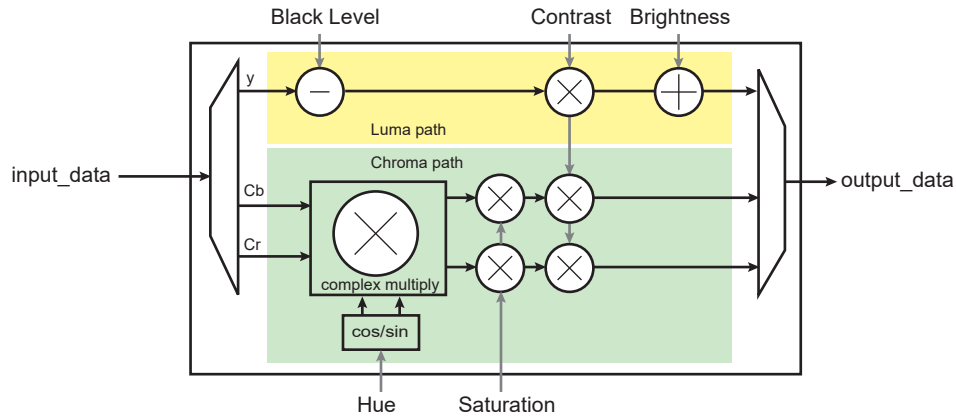 Black Level
Contrast
Brightness
y
Luma path
Chroma path
input_data
Cb
output_data
Cr
complex multiply
cos/sin
Hue
Saturation